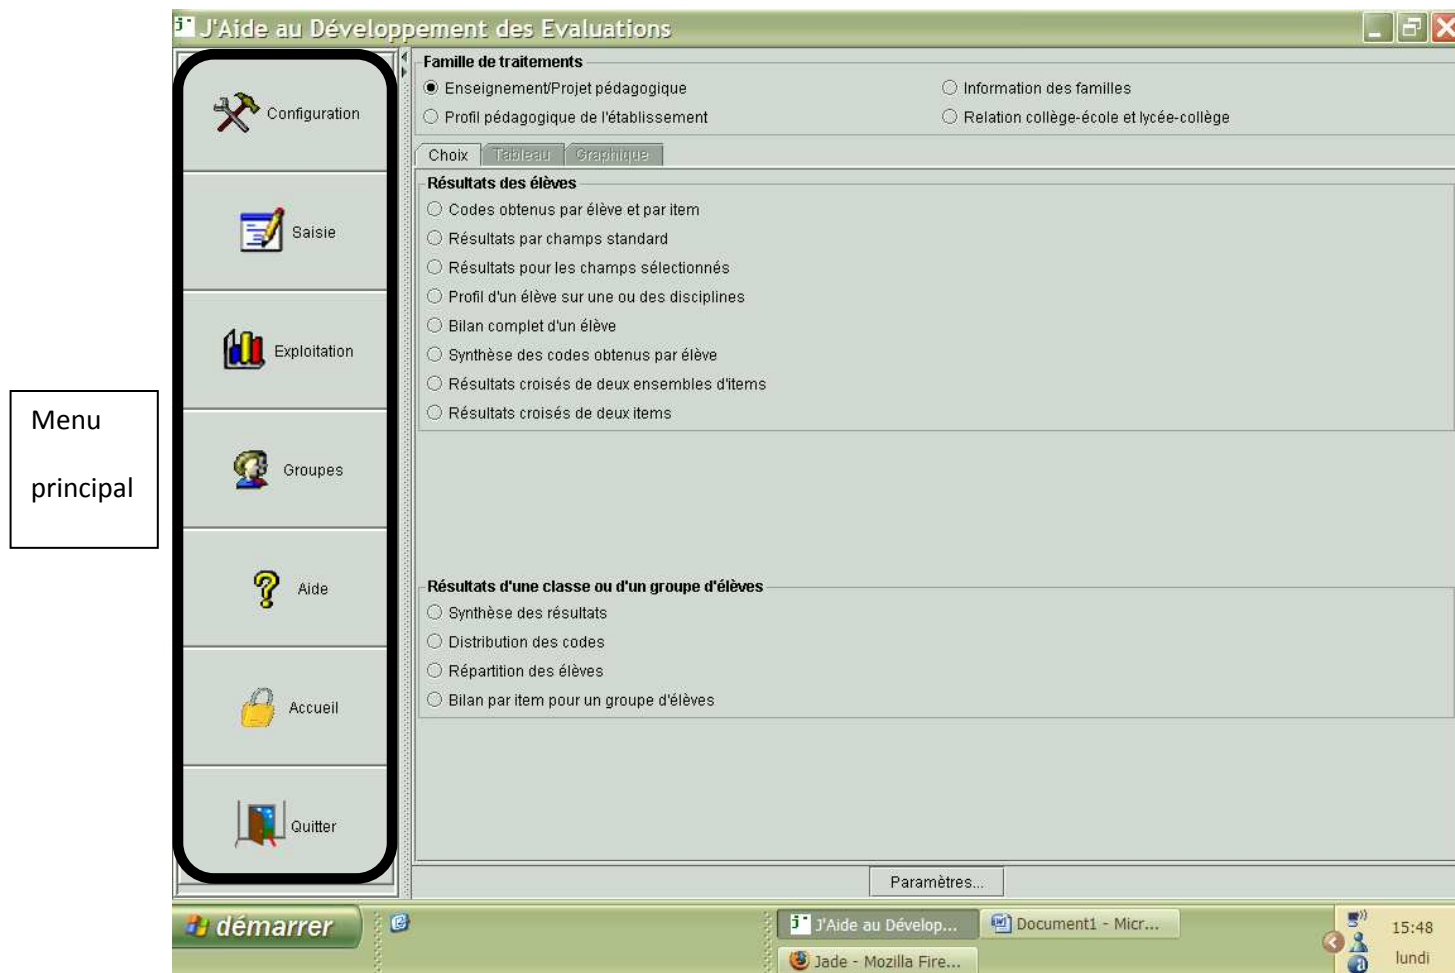 J'Aide au Développement des Evaluations
Menu
principal
Configuration
Saisie
Exploitation
Groupes
Aide
Accueil
Quitter
Famille de traitements
Enseignement/Projet pédagogique
Information des familles
Profil pédagogique de l'établissement
Relation collège-école et lycée-collège
Choix
Tableau
Graphique
Résultats des élèves
Codes obtenus par élève et par item
Résultats par champs standard
Résultats pour les champs sélectionnés
Profil d'un élève sur une ou des disciplines
Bilan complet d'un élève
Synthèse des codes obtenus par élève
Résultats croisés de deux ensembles d'items
Résultats croisés de deux items
Résultats d'une classe ou d'un groupe d'élèves
Synthèse des résultats
Distribution des codes
Répartition des élèves
Bilan par item pour un groupe d'élèves
Paramètres...
démarrer
J'Aide au Dévelop...
Document1 - Micr...
15:48
Jade - Mozilla Fire...
lundi